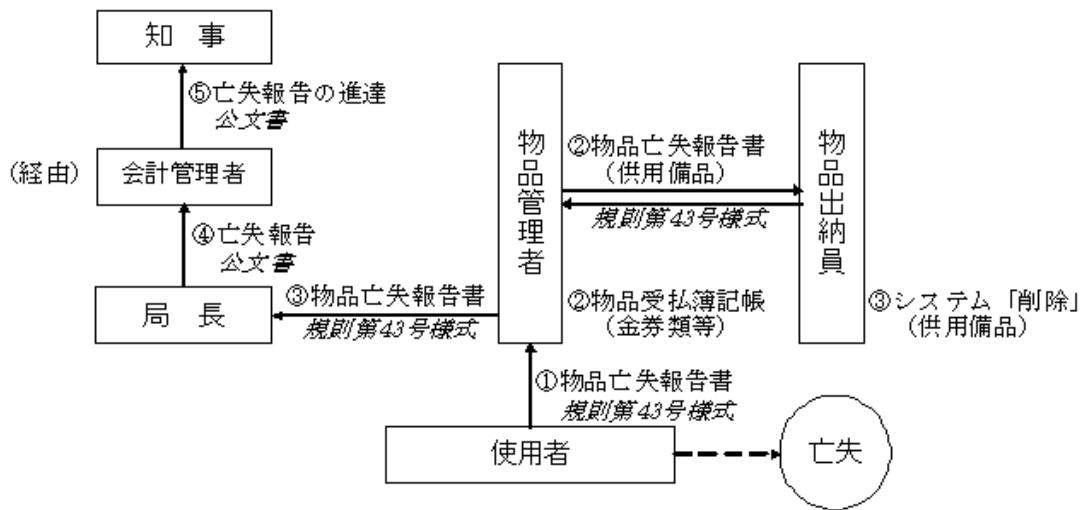 知 事
⑤亡失報告の進達
公文書
(経由)
会計管理者
④亡失報告
公文書
局 長
③物品亡失報告書
規則第43号様式
物品管理者
②物品亡失報告書
(供用備品)
規則第43号様式
②物品受払簿記帳
(金券類等)
物品出納員
③システム「削除」
(供用備品)
①物品亡失報告書
規則第43号様式
使用者
亡失